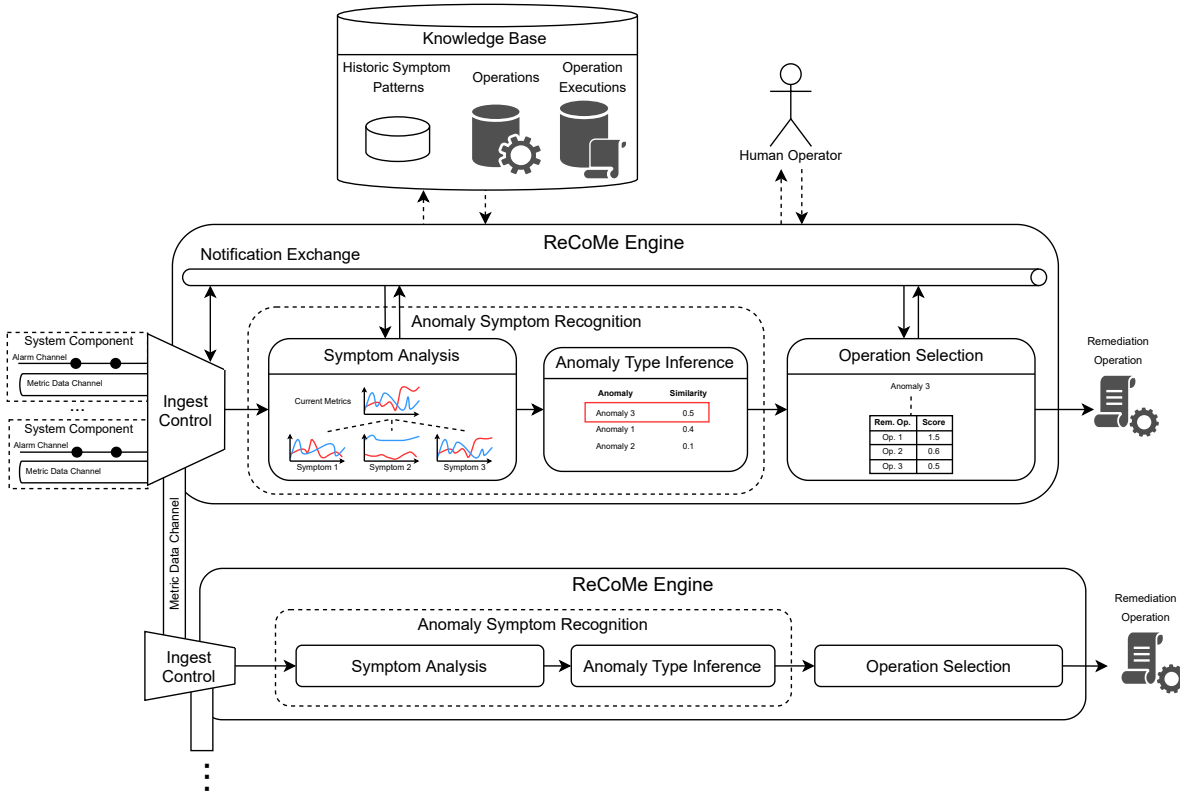 Knowledge Base
Historic Symptom
Patterns
Operations
Operation
Executions
Human Operator
ReCoMe Engine
Notification Exchange
System Component
Alarm Channel
Metric Data Channel
...
System Component
Alarm Channel
Metric Data Channel
Ingest
Control
Anomaly Symptom Recognition
Symptom Analysis
Current Metrics
Symptom 1
Symptom 2
Symptom 3
Anomaly Type Inference
Anomaly Similarity
Anomaly 3 0.5
Anomaly 1 0.4
Anomaly 2 0.1
Operation Selection
Anomaly 3
Rem. Op. Score
Op. 1 1.5
Op. 2 0.6
Op. 3 0.5
Remediation
Operation
Metric Data Channel
ReCoMe Engine
Ingest
Control
Anomaly Symptom Recognition
Symptom Analysis
Anomaly Type Inference
Operation Selection
Remediation
Operation